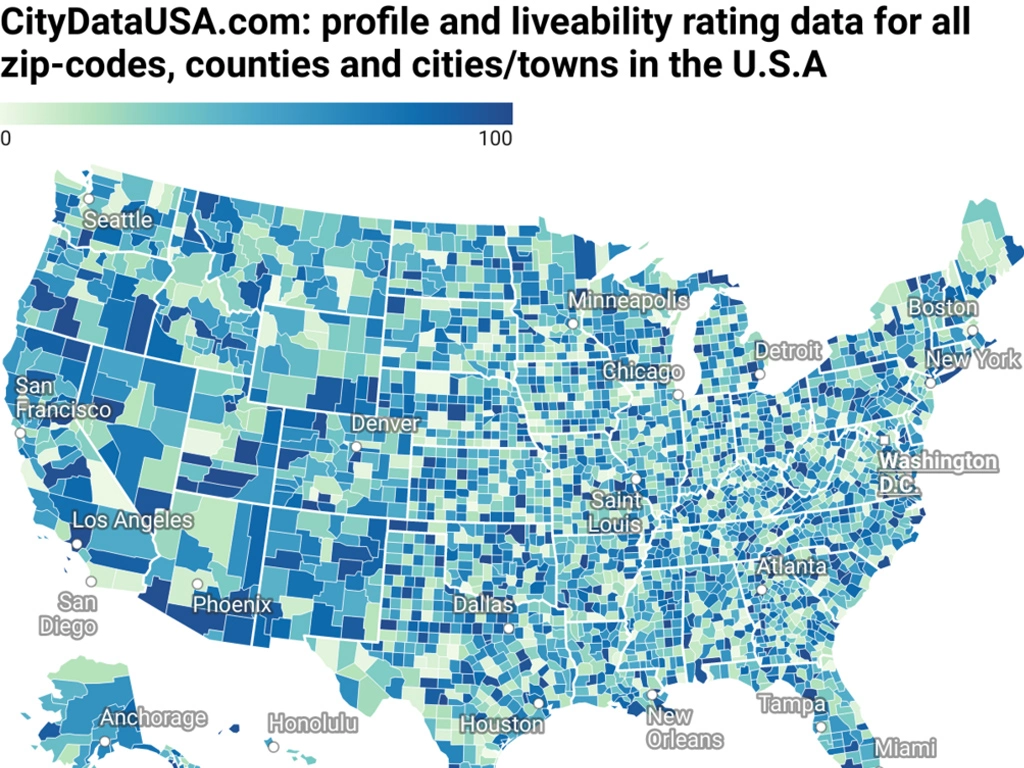 CityDataUSA.com: profile and liveability rating data for all
zip-codes, counties and cities/towns in the U.S.A
0
100
Seattle
Minneapolis
Boston
Detroit
New York
Chicago
San
Francisco
Denver
Washington
D.C.
Saint
Louis
Los Angeles
Atlanta
San
Diego
Phoenix
Dallas
Anchorage
Honolulu
Houston
New
Orleans
Tampa
Miami